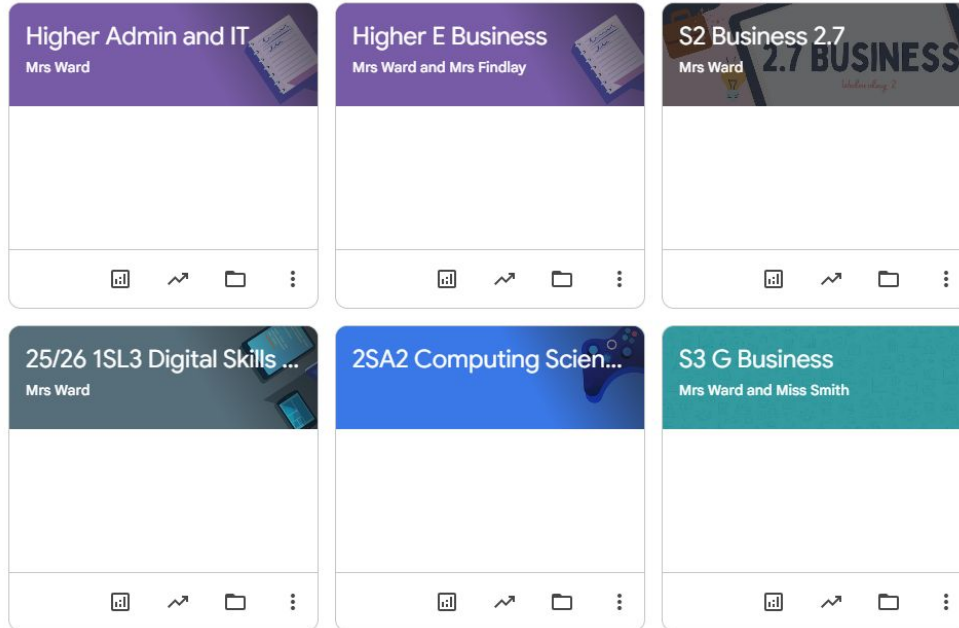 Higher Admin and IT
Mrs Ward
Higher E Business
Mrs Ward and Mrs Findlay
S2 Business 2.7
Mrs Ward
2.7 BUSINESS
25/26 1SL3 Digital Skills ...
Mrs Ward
2SA2 Computing Scien...
S3 G Business
Mrs Ward and Miss Smith